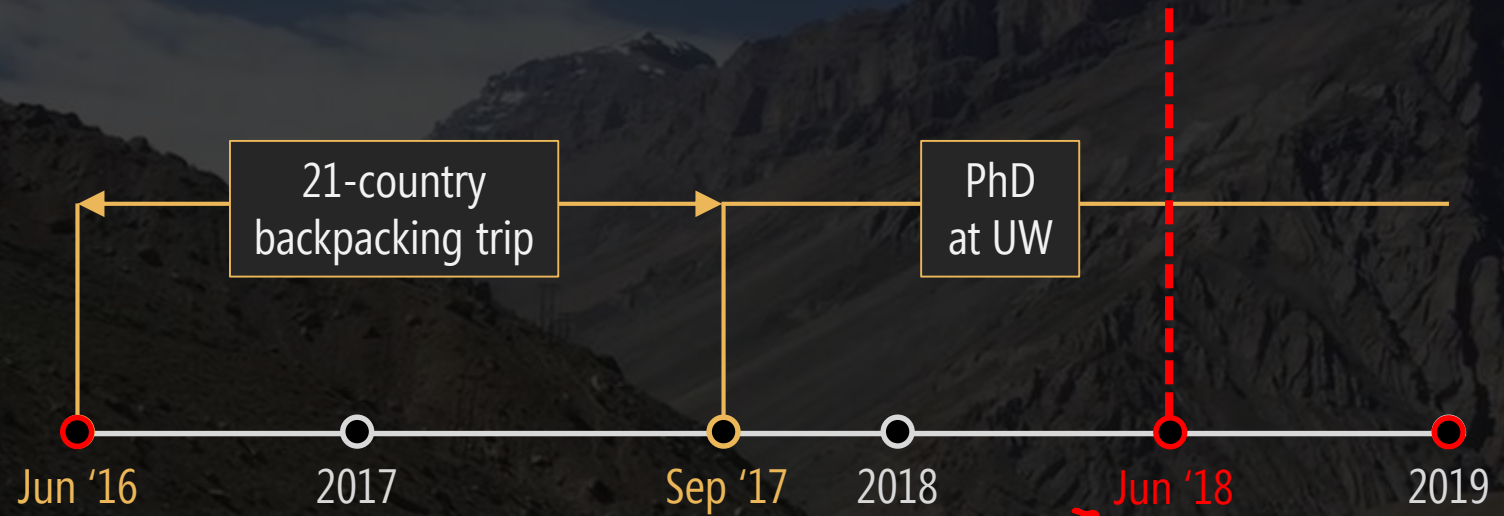 21-country
backpacking trip
PhD
at UW
Jun ‘16
2017
Sep ‘17
2018
Jun ‘18
2019